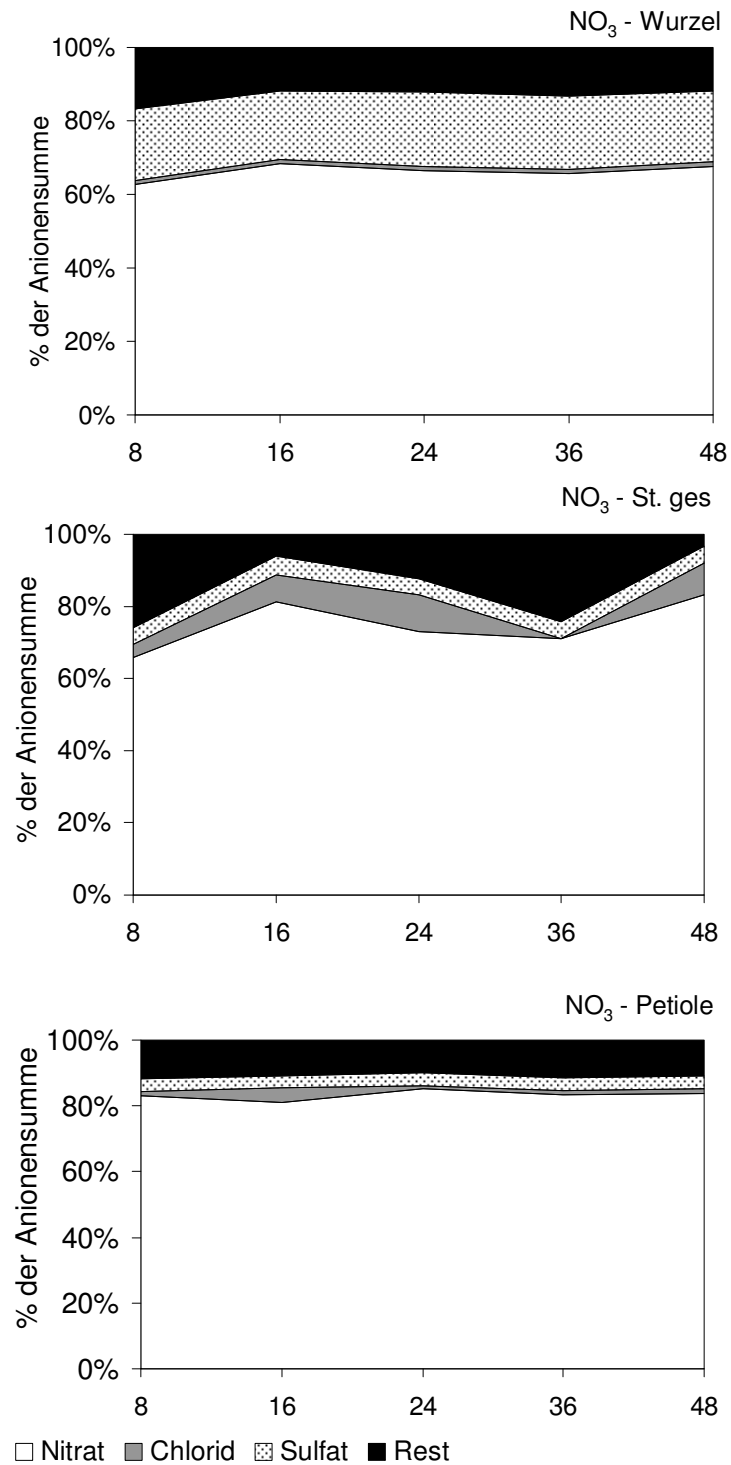 NO3 - Wurzel
% der Anionensumme
100%
80%
60%
40%
20%
0%
8 16 24 36 48
NO3 - St. ges
% der Anionensumme
100%
80%
60%
40%
20%
0%
8 16 24 36 48
NO3 - Petiole
% der Anionensumme
100%
80%
60%
40%
20%
0%
8 16 24 36 48
Nitrat Chlorid Sulfat Rest